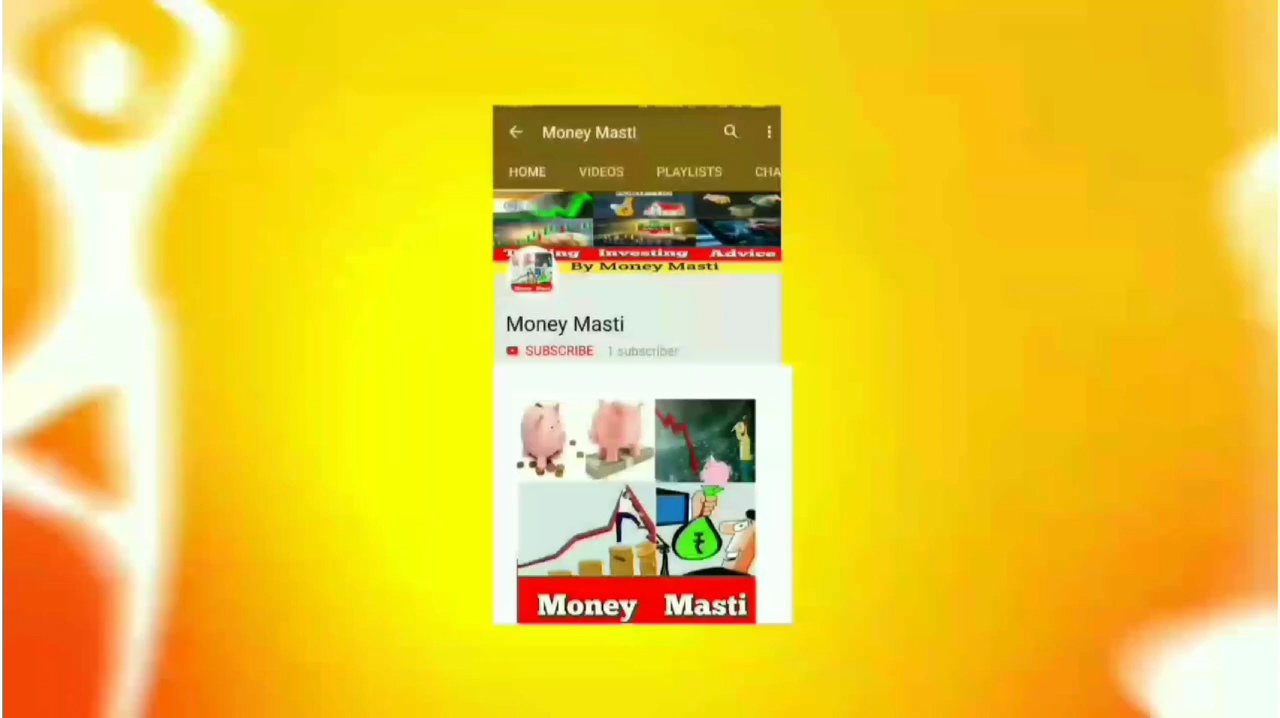 Money Masti
HOME VIDEOS PLAYLISTS CHA
Investing Advice
By Money Masti
Money Masti
SUBSCRIBE 1 subscriber
₹
Money Masti